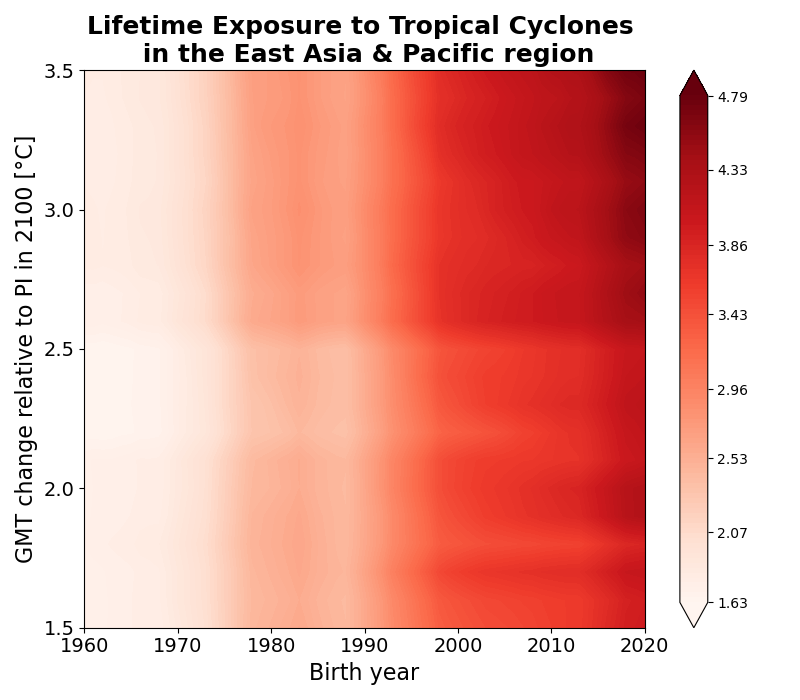 Lifetime Exposure to Tropical Cyclones
in the East Asia & Pacific region
GMT change relative to PI in 2100 [°C]
3.5
3.0
2.5
2.0
1.5
1960 1970 1980 1990 2000 2010 2020
Birth year
4.79
4.33
3.86
3.43
2.96
2.53
2.07
1.63